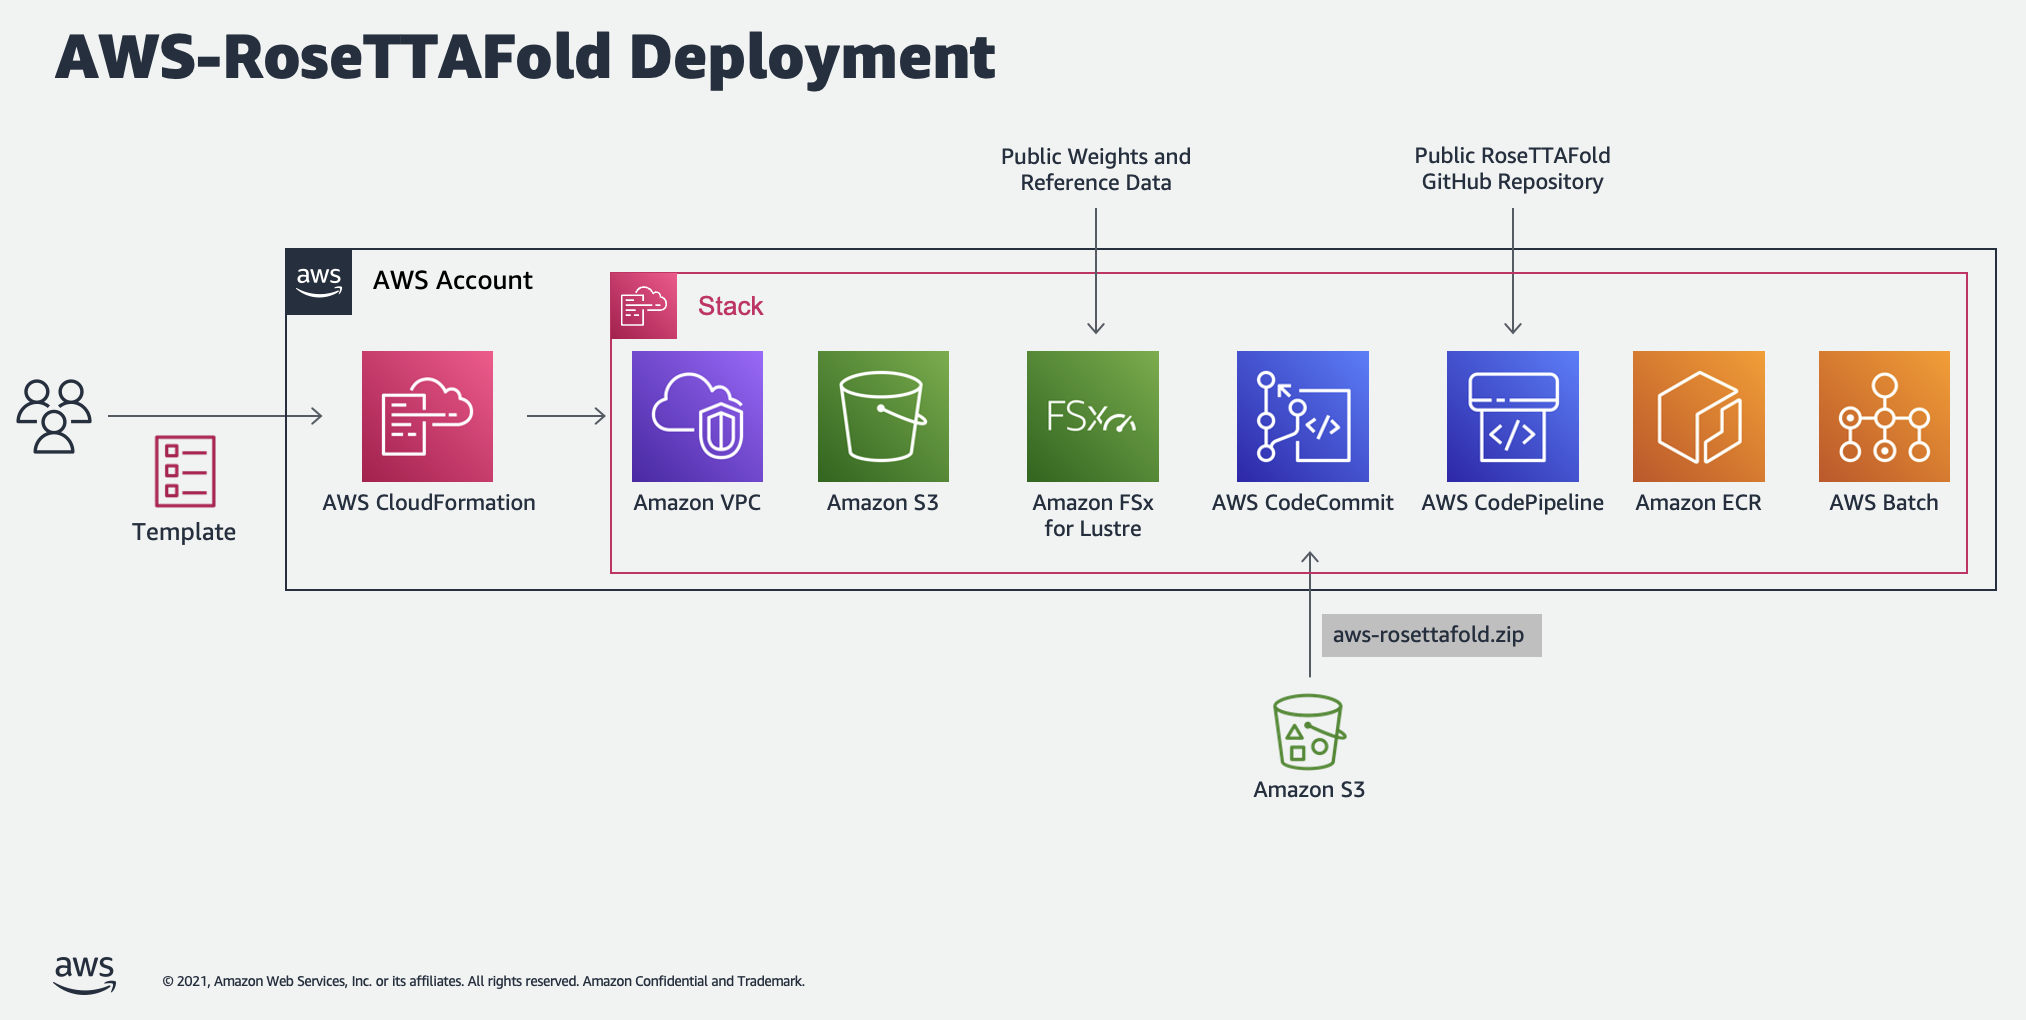 AWS-RoseTTAFold Deployment
Public Weights and
Reference Data
Public RoseTTAFold
GitHub Repository
aws
AWS Account
Stack
Template
AWS CloudFormation
Amazon VPC
Amazon S3
FSx
Amazon FSx
for Lustre
</>
AWS CodeCommit
</>
AWS CodePipeline
Amazon ECR
AWS Batch
aws-rosettafold.zip
Amazon S3
aws
© 2021, Amazon Web Services, Inc. or its affiliates. All rights reserved. Amazon Confidential and Trademark.